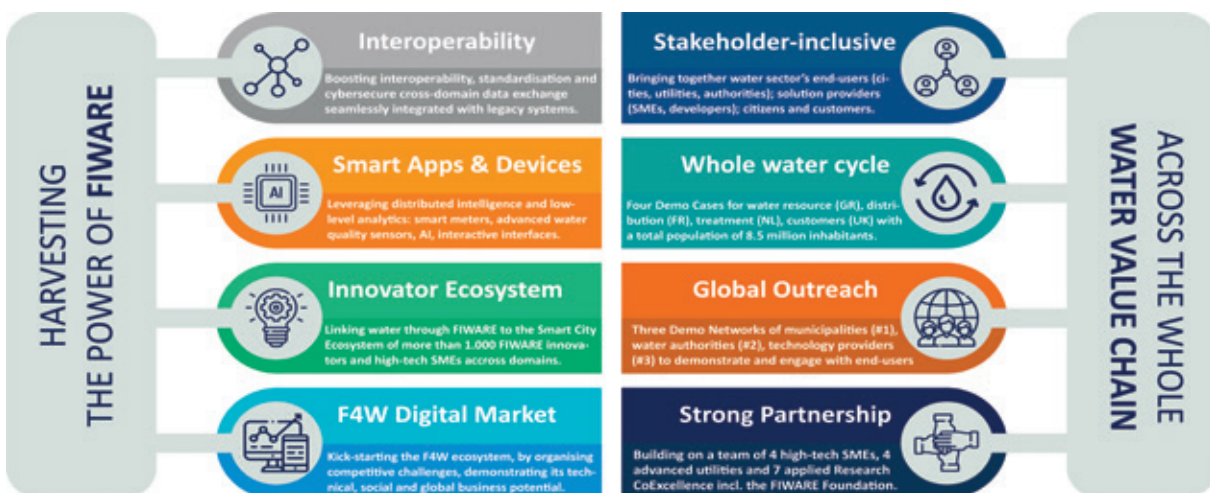 HARVESTING
THE POWER OF FIWARE
Interoperability
Boosting interoperability, standardisation and
cybersecure cross-domain data exchange
seamlessly integrated with legacy systems.
Smart Apps & Devices
AI
Leveraging distributed intelligence and low-
level analytics: smart meters, advanced water
quality sensors, AI, interactive interfaces.
Innovator Ecosystem
Linking water through FIWARE to the Smart City
Ecosystem of more than 1.000 FIWARE innova-
tors and high-tech SMEs accross domains.
F4W Digital Market
Kick-starting the F4W ecosystem, by organising
competitive challenges, demonstrating its tech-
nical, social and global business potential.
Stakeholder-inclusive
Bringing together water sector's end-users (ci-
ties, utilities, authorities); solution providers
(SMEs, developers); citizens and customers.
Whole water cycle
Four Demo Cases for water resource (GR), distri-
bution (FR), treatment (NL), customers (UK) with
a total population of 8.5 million inhabitants.
Global Outreach
Three Demo Networks of municipalities (#1),
water authorities (#2), technology providers
(#3) to demonstrate and engage with end-users
Strong Partnership
Building on a team of 4 high-tech SMEs, 4
advanced utilities and 7 applied Research
CoExcellence incl. the FIWARE Foundation.
ACROSS THE WHOLE
WATER VALUE CHAIN